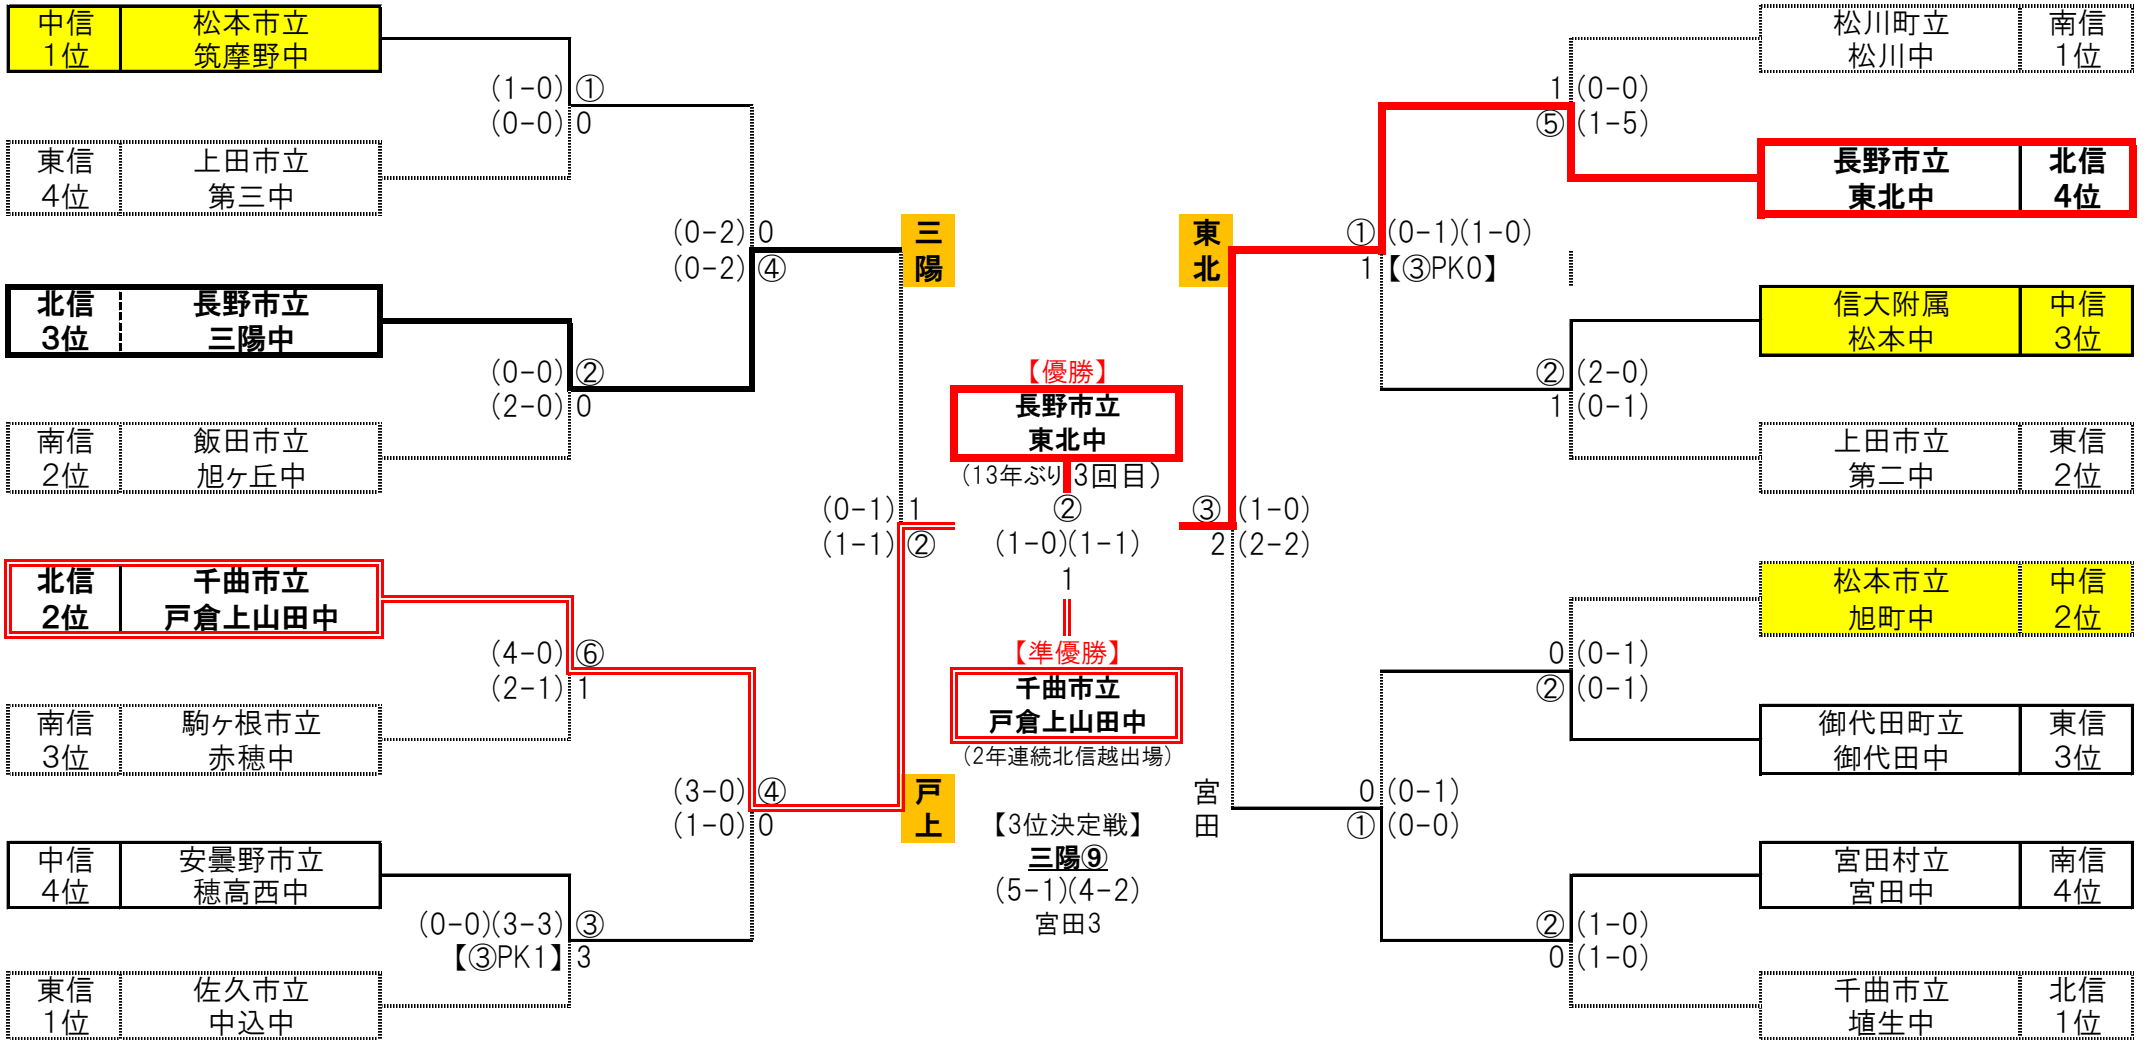 中信 松本市立
1位 筑摩野中
(1-0) ①
(0-0) 0
東信 上田市立
4位 第三中
(0-2) 0
(0-2) ④
北信 長野市立
3位 三陽中
(0-0) ②
(2-0) 0
南信 飯田市立
2位 旭ヶ丘中
(0-1) 1
(1-1) ②
北信 千曲市立
2位 戸倉上山田中
(4-0) ⑥
(2-1) 1
南信 駒ヶ根市立
3位 赤穂中
(3-0) ④
(1-0) 0
中信 安曇野市立
4位 穂高西中
(0-0)(3-3) ③
【③PK1】 3
東信 佐久市立
1位 中込中
三陽
戸上
【優勝】
長野市立
東北中
(13年ぶり 3回目)
②
(1-0)(1-1)
1
【準優勝】
千曲市立
戸倉上山田中
(2年連続北信越出場)
【3位決定戦】
三陽⑨
(5-1)(4-2)
宮田3
東北
宮田
松川町立 南信
松川中 1位
1 (0-0)
⑤ (1-5)
長野市立 北信
東北中 4位
① (0-1)(1-0)
1 【③PK0】
信大附属 中信
松本中 3位
② (2-0)
1 (0-1)
上田市立 東信
第二中 2位
③ (1-0)
2 (2-2)
松本市立 中信
旭町中 2位
0 (0-1)
② (0-1)
御代田町立 東信
御代田中 3位
0 (0-1)
① (0-0)
宮田村立 南信
宮田中 4位
② (1-0)
0 (1-0)
千曲市立 北信
埴生中 1位